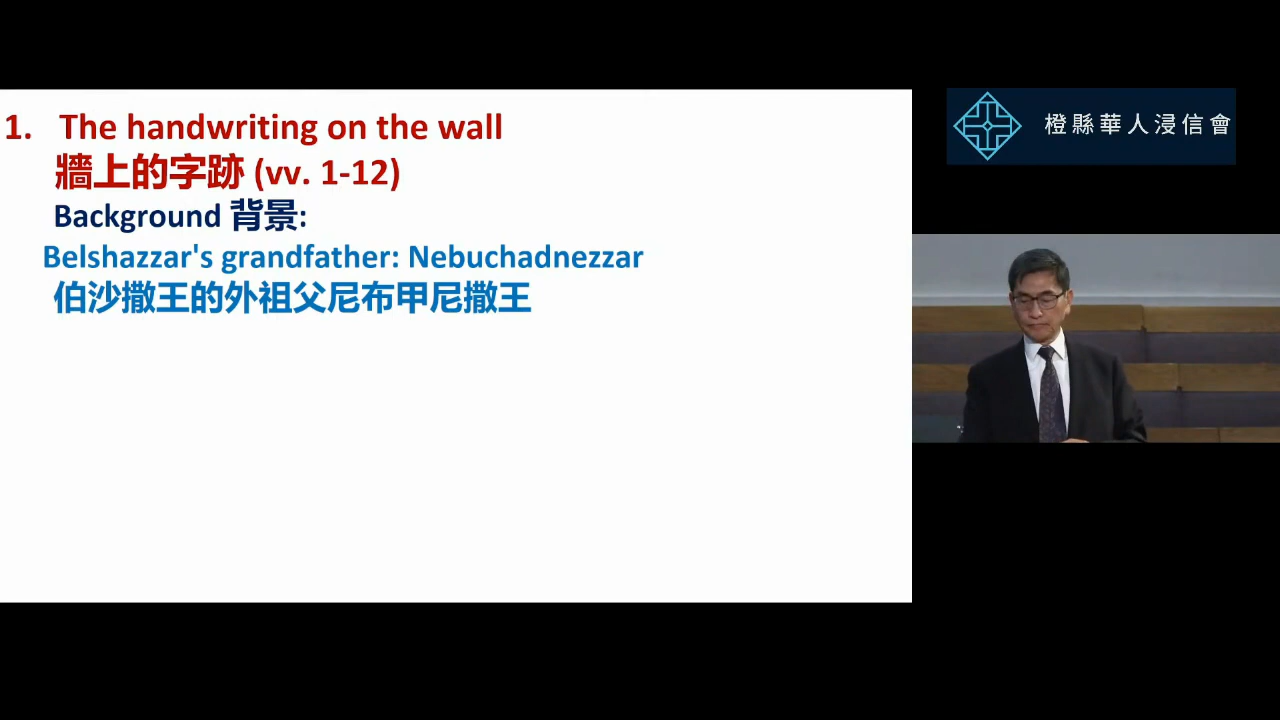 1. The handwriting on the wall
牆上的字跡 (vv. 1-12)
Background 背景:
Belshazzar's grandfather: Nebuchadnezzar
伯沙撒王的外祖父尼布甲尼撒王
橙縣華人浸信會